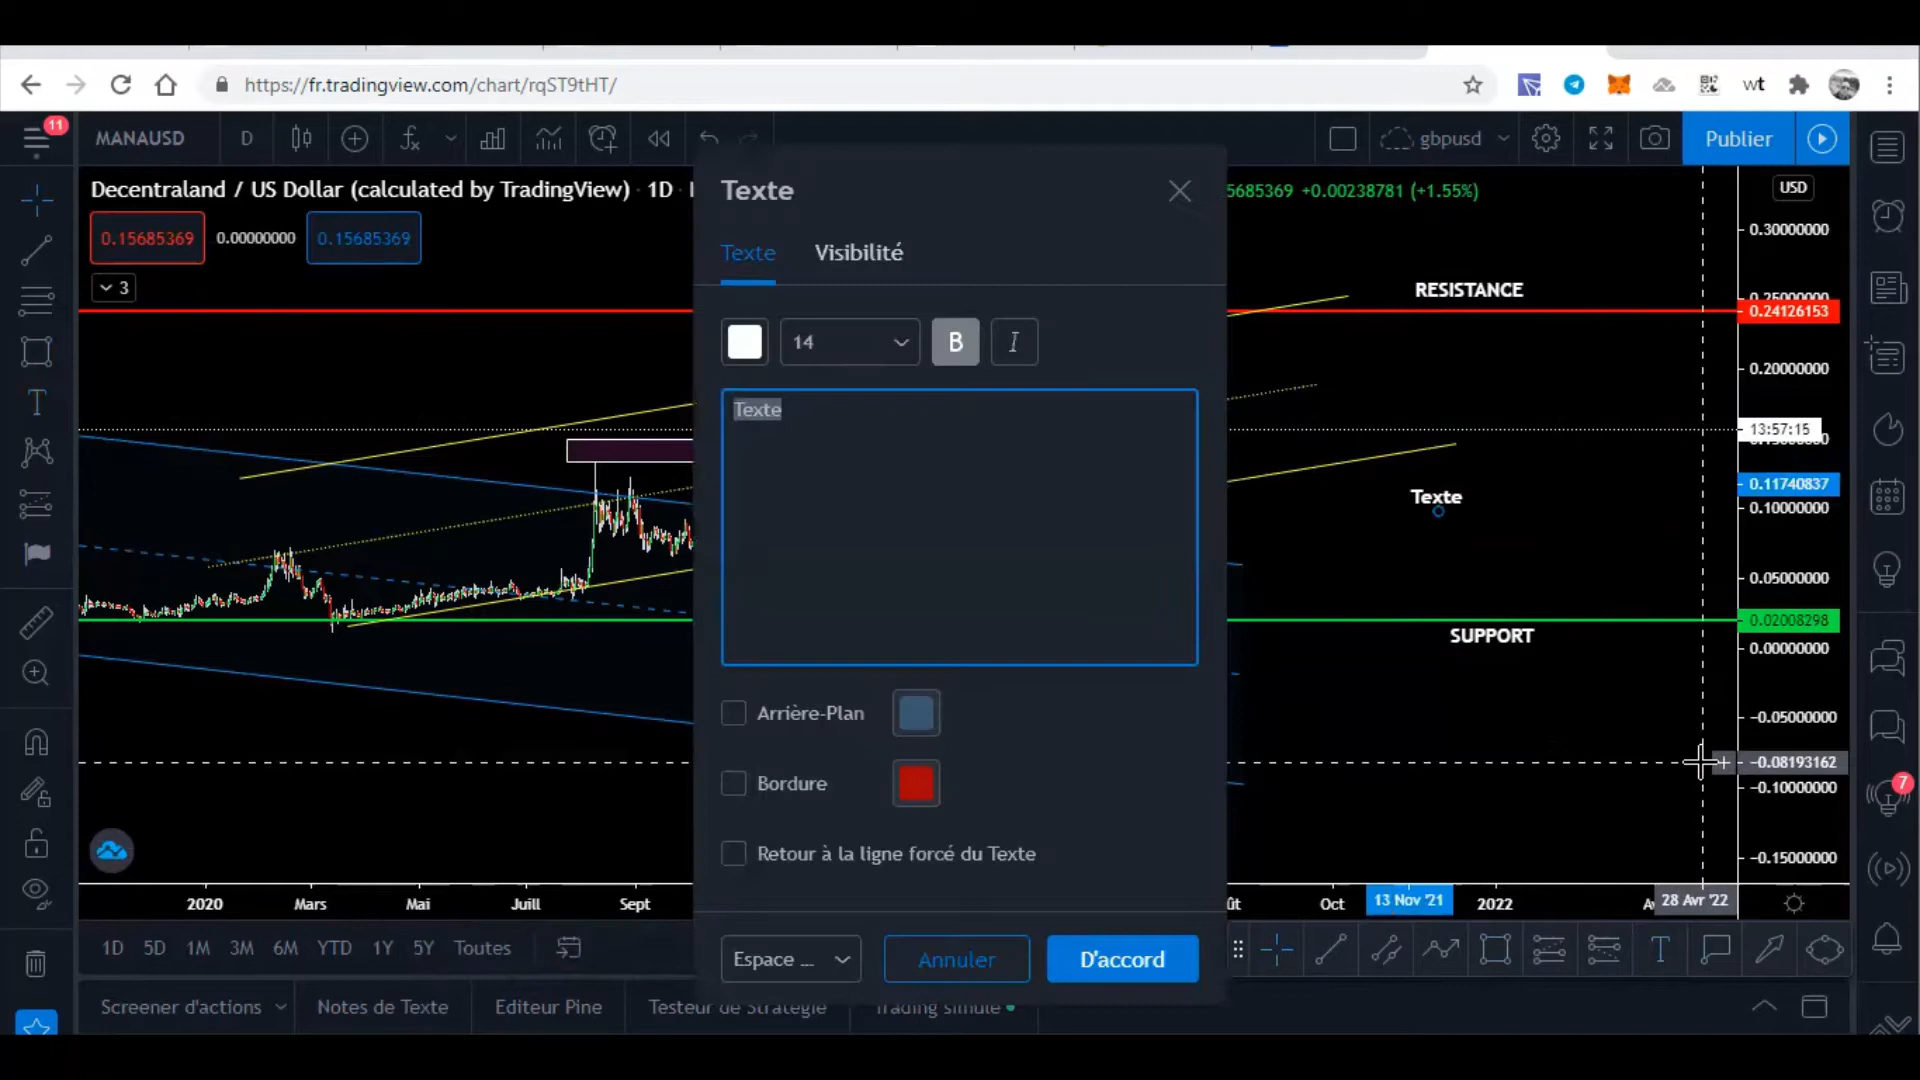 https://fr.tradingview.com/chart/rqST9tHT/
wt
11
MANAUSD
D
gbpusd
Publier
Decentraland / US Dollar (calculated by TradingView) · 1D
5685369 +0.00238781 (+1.55%)
USD
0.15685369
0.00000000
0.15685369
3
Texte
Texte
Visibilité
14
B
I
Texte
Arrière-Plan
Bordure
Retour à la ligne forcé du Texte
Espace ...
Annuler
D'accord
RESISTANCE
Texte
SUPPORT
0.30000000
0.24126153
0.20000000
13:57:15
0.11740837
0.10000000
0.05000000
0.02008298
0.00000000
-0.05000000
-0.08193162
-0.10000000
-0.15000000
7
2020
Mars
Mai
Juill
Sept
Oct
13 Nov '21
2022
28 Avr '22
1D
5D
1M
3M
6M
YTD
1Y
5Y
Toutes
T
Screener d'actions
Notes de Texte
Editeur Pine
Testeur de Stratégie
Trading simulé